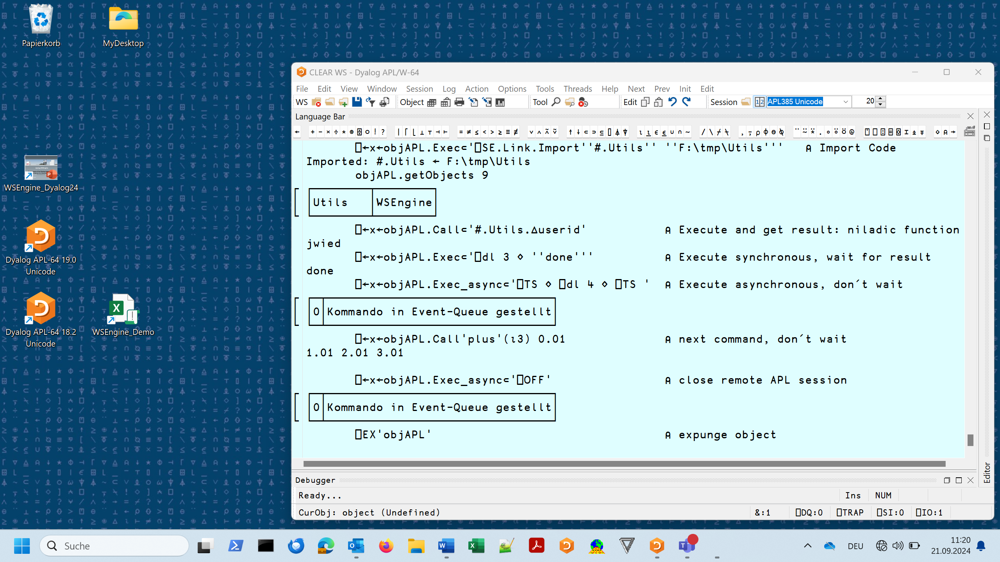 Papierkorb
MyDesktop
WSEngine_Dyalog24
Dyalog APL-64 19.0
Unicode
Dyalog APL-64 18.2
Unicode
WSEngine_Demo
CLEAR WS - Dyalog APL/W-64
File Edit View Window Session Log Action Options Tools Threads Help Next Prev Init Edit
WS Object Tool Edit Session APL385 Unicode 20
Language Bar
⎕←x←objAPL.Exec⊂'⎕SE.Link.Import''#.Utils'' ''F:\tmp\Utils''' ⍝ Import Code
Imported: #.Utils ← F:\tmp\Utils
objAPL.getObjects 9
Utils WSEngine
⎕←x←objAPL.Call⊂'#.Utils.∆userid' ⍝ Execute and get result: niladic function
jwied
⎕←x←objAPL.Exec⊂'⎕dl 3 ⋄ ''done''' ⍝ Execute synchronous, wait for result
done
⎕←x←objAPL.Exec_async⊂'⎕TS ⋄ ⎕dl 4 ⋄ ⎕TS ' ⍝ Execute asynchronous, don´t wait
0 Kommando in Event-Queue gestellt
⎕←x←objAPL.Call'plus'(⍳3) 0.01 ⍝ next command, don´t wait
1.01 2.01 3.01
⎕←x←objAPL.Exec_async⊂'⎕OFF' ⍝ close remote APL session
0 Kommando in Event-Queue gestellt
⎕EX'objAPL' ⍝ expunge object
Editor
Debugger
Ready...
Ins NUM
CurObj: object (Undefined)
&:1 ⎕DQ:0 ⎕TRAP ⎕SI:0 ⎕IO:1
Suche
DEU
11:20
21.09.2024